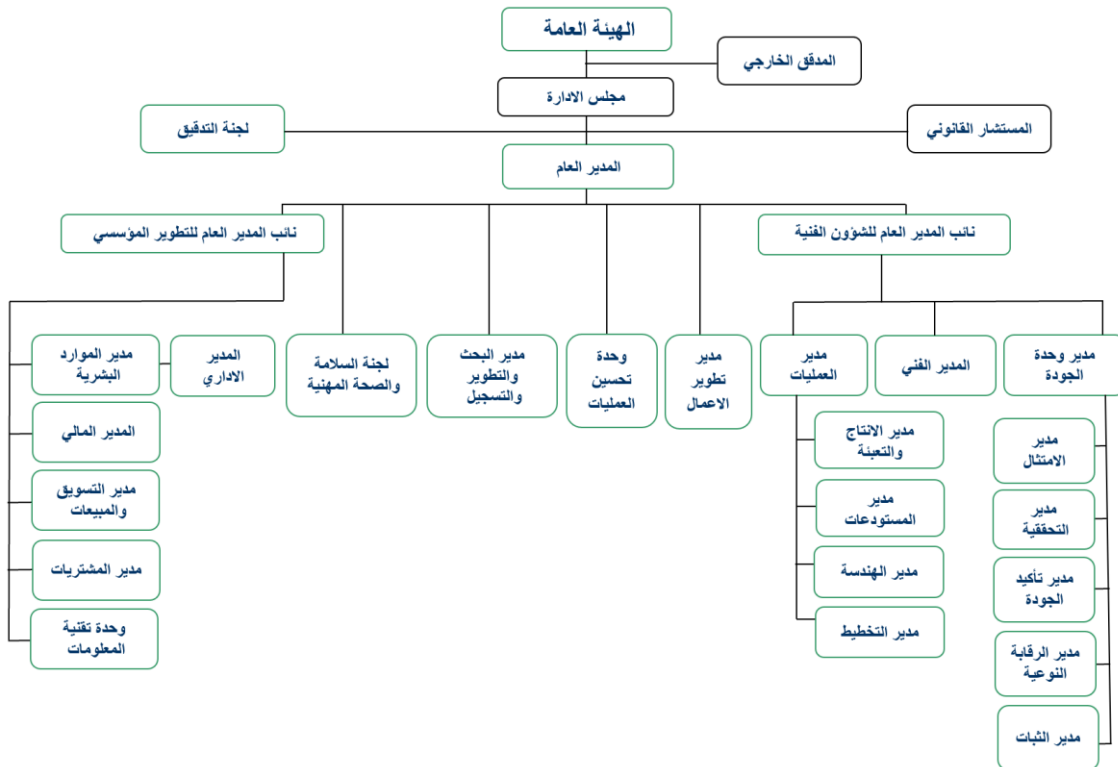 الهيئة العامة
المدقق الخارجي
مجلس الادارة
المستشار القانوني
لجنة التدقيق
المدير العام
نائب المدير العام للشؤون الفنية
نائب المدير العام للتطوير المؤسسي
مدير وحدة
الجودة
المدير الفني
مدير
العمليات
مدير
تطوير
الاعمال
وحدة
تحسين
العمليات
مدير البحث
والتطوير
والتسجيل
لجنة السلامة
والصحة المهنية
المدير
الاداري
مدير الموارد
البشرية
مدير
الامتثال
مدير
التحققية
مدير تأكيد
الجودة
مدير الرقابة
النوعية
مدير الثبات
مدير الانتاج
والتعبئة
مدير
المستودعات
مدير الهندسة
مدير التخطيط
المدير المالي
مدير التسويق
والمبيعات
مدير المشتريات
وحدة تقنية
المعلومات